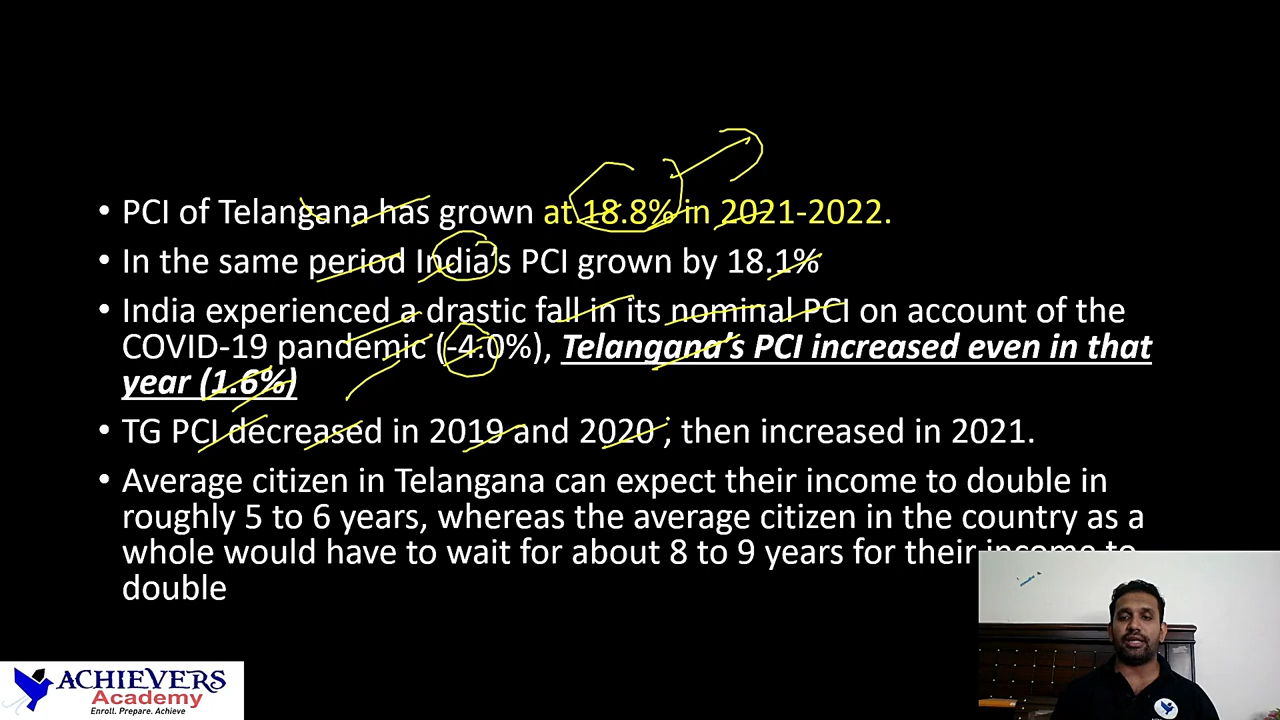 • PCI of Telangana has grown at 18.8% in 2021-2022.
• In the same period India's PCI grown by 18.1%
• India experienced a drastic fall in its nominal PCI on account of the
COVID-19 pandemic (-4.0%), Telangana's PCI increased even in that
year (1.6%)
• TG PCI decreased in 2019 and 2020 ; then increased in 2021.
• Average citizen in Telangana can expect their income to double in
roughly 5 to 6 years, whereas the average citizen in the country as a
whole would have to wait for about 8 to 9 years for their income to
double
ACHIEVERS
Academy
Enroll. Prepare. Achieve